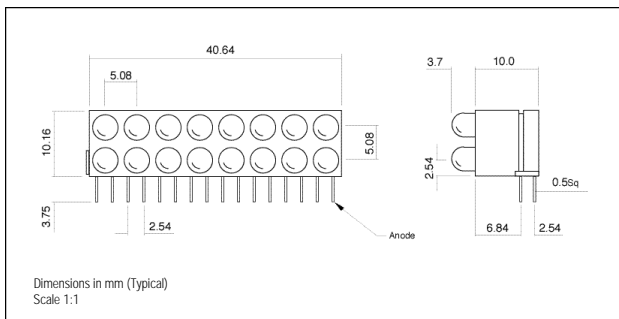 40.64
5.08
10.16
5.08
3.75
2.54
Anode
3.7
10.0
2.54
0.5Sq
6.84
2.54
Dimensions in mm (Typical)
Scale 1:1